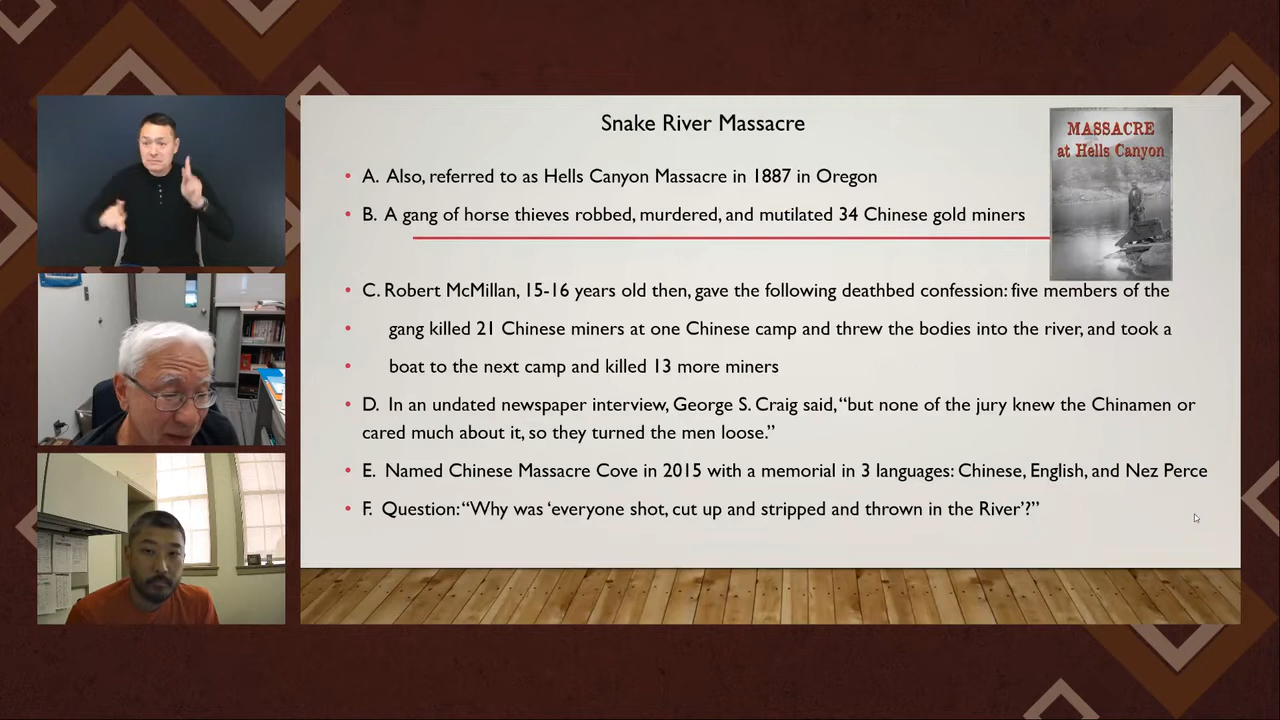 Snake River Massacre
MASSACRE
at Hells Canyon
• A. Also, referred to as Hells Canyon Massacre in 1887 in Oregon
• B. A gang of horse thieves robbed, murdered, and mutilated 34 Chinese gold miners
• C. Robert McMillan, 15-16 years old then, gave the following deathbed confession: five members of the
• gang killed 21 Chinese miners at one Chinese camp and threw the bodies into the river, and took a
• boat to the next camp and killed 13 more miners
• D. In an undated newspaper interview, George S. Craig said, “but none of the jury knew the Chinamen or
cared much about it, so they turned the men loose.”
• E. Named Chinese Massacre Cove in 2015 with a memorial in 3 languages: Chinese, English, and Nez Perce
• F. Question: “Why was ‘everyone shot, cut up and stripped and thrown in the River’?”